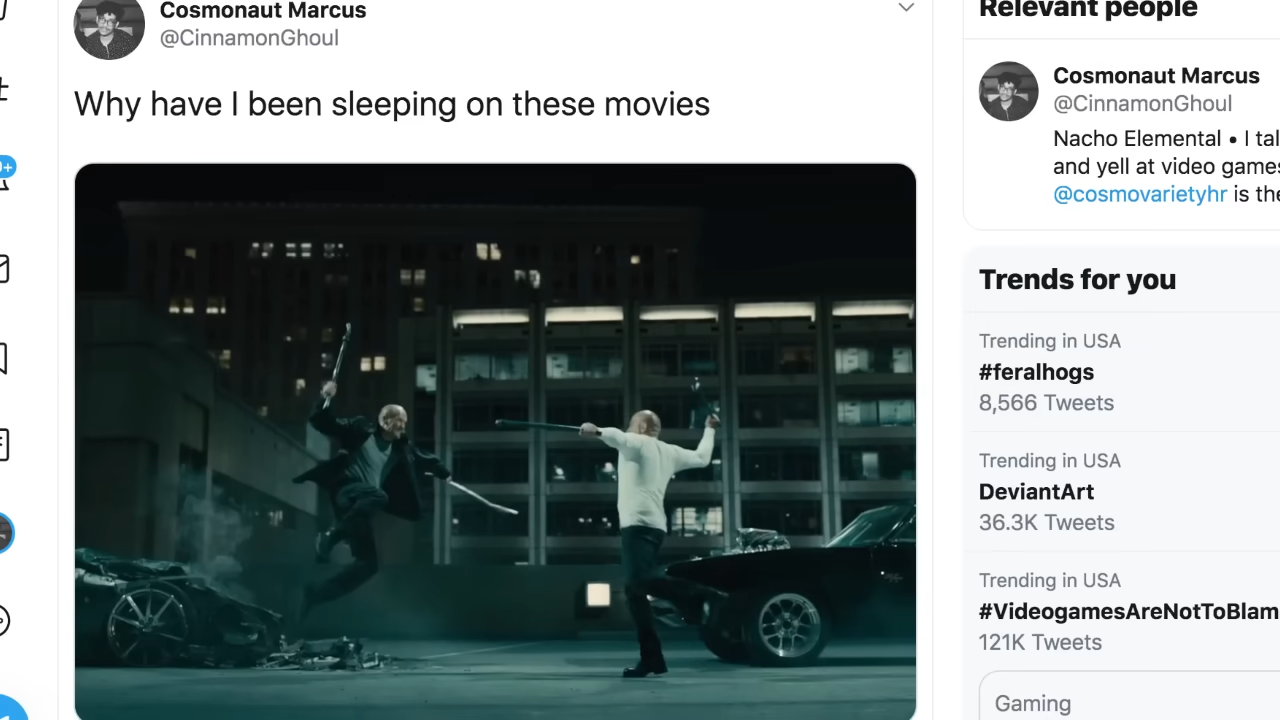 Cosmonaut Marcus
@CinnamonGhoul
Why have I been sleeping on these movies
Relevant people
Cosmonaut Marcus
@CinnamonGhoul
Nacho Elemental • I
and yell at video games
@cosmovarietyhr is
Trends for you
Trending in USA
#feralhogs
8,566 Tweets
Trending in USA
DeviantArt
36.3K Tweets
Trending in USA
#VideogamesAreNotToBlam
121K Tweets
Gaming